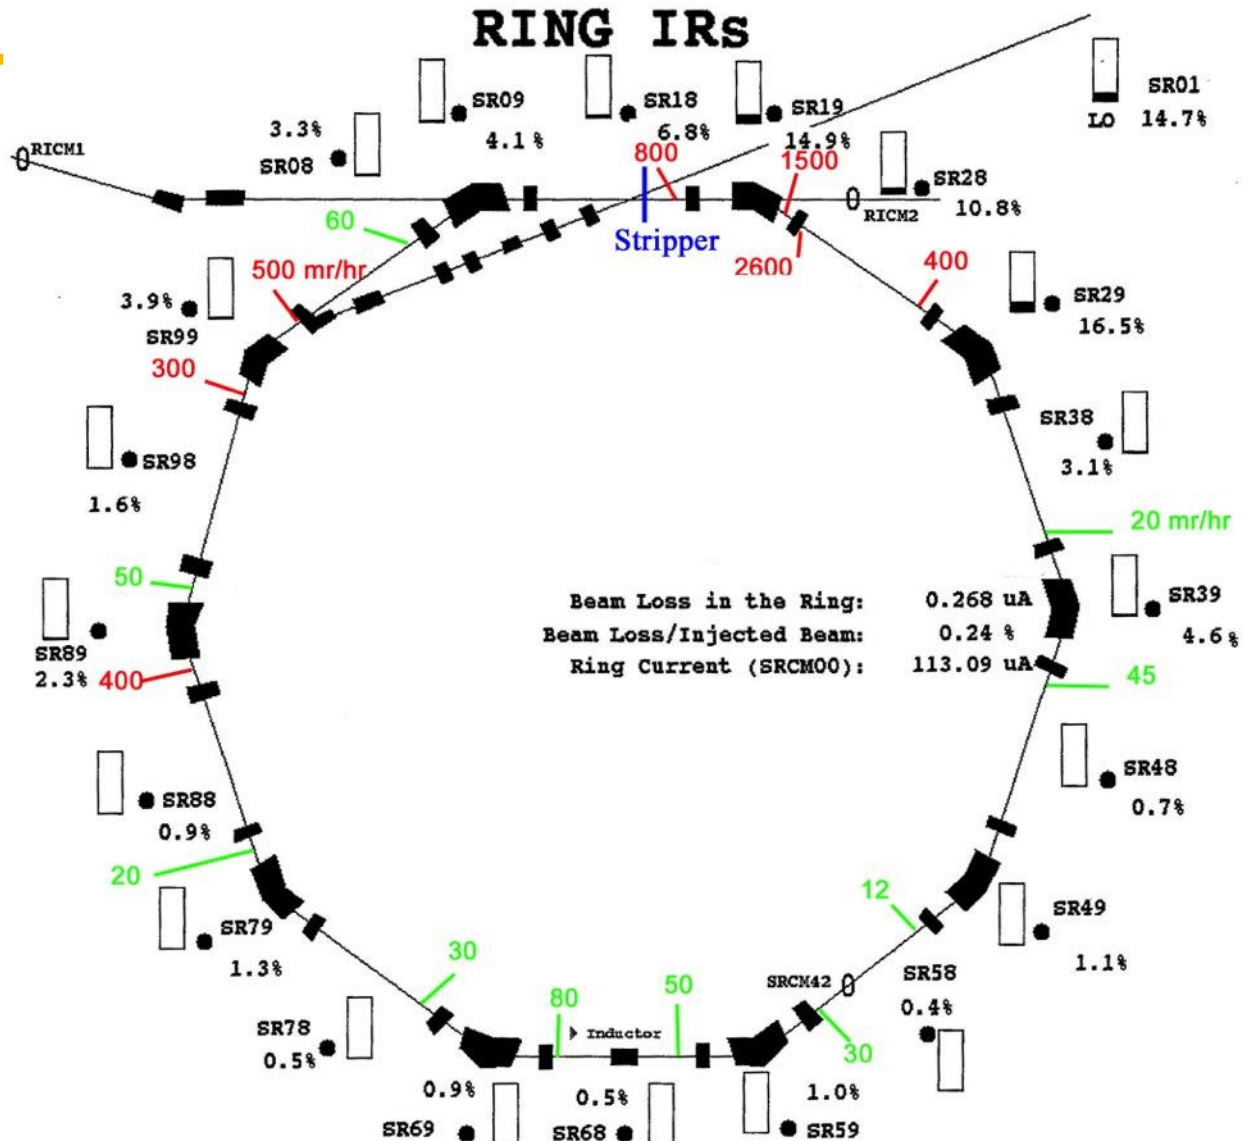 RING IRs
SR01
LO 14.7%
SR09
4.1 %
SR18
6.8%
SR19
14.9%
3.3%
SR08
RICM1
800
1500
SR28
10.8%
RICM2
60
Stripper
2600
400
500 mr/hr
SR29
16.5%
3.9%
SR99
300
SR38
3.1%
SR98
1.6%
20 mr/hr
50
Beam Loss in the Ring: 0.268 uA
Beam Loss/Injected Beam: 0.24 %
Ring Current (SRCM00): 113.09 uA
SR39
4.6%
SR89
2.3%
400
45
SR88
0.9%
SR48
0.7%
20
12
SR79
1.3%
SR49
1.1%
30
80
50
SRCM42
SR58
0.4%
SR78
0.5%
Inductor
30
0.9%
SR69
0.5%
SR68
1.0%
SR59